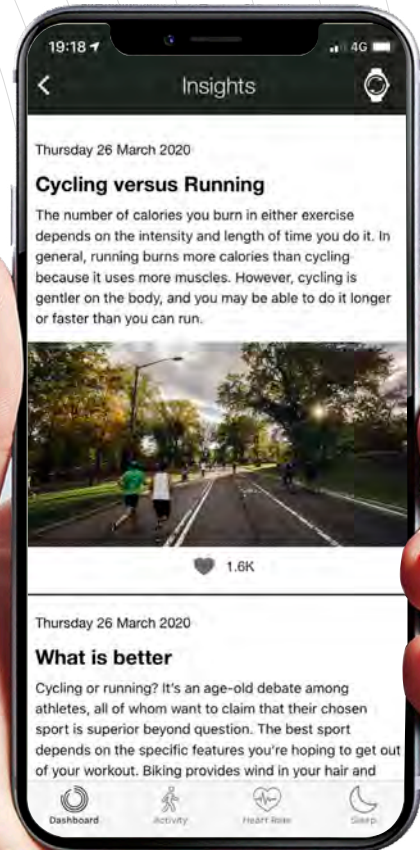 19:18
4G
Insights
Thursday 26 March 2020
Cycling versus Running
The number of calories you burn in either exercise
depends on the intensity and length of time you do it. In
general, running burns more calories than cycling
because it uses more muscles. However, cycling is
gentler on the body, and you may be able to do it longer
or faster than you can run.
1.6K
Thursday 26 March 2020
What is better
Cycling or running? It's an age-old debate among
athletes, all of whom want to claim that their chosen
sport is superior beyond question. The best sport
depends on the specific features you're hoping to get out
of your workout. Biking provides wind in your hair and
Dashboard
Activity
Heart Rate
Sleep